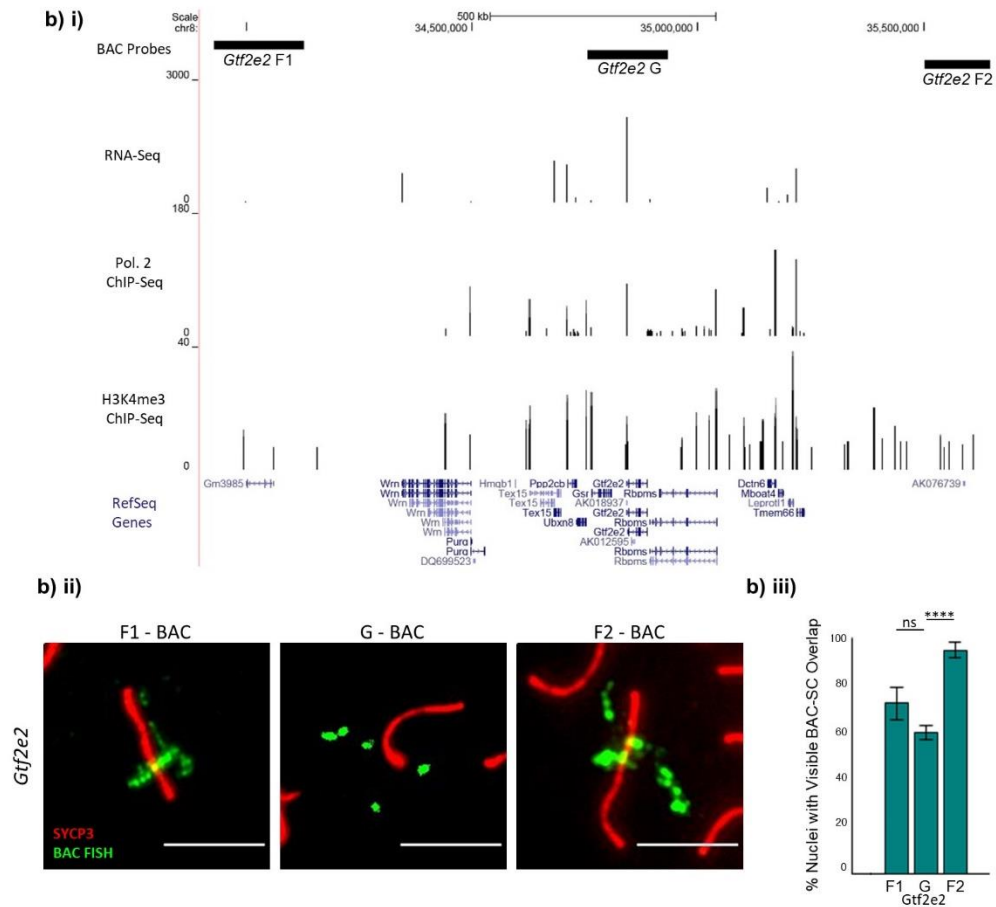 b) i)
Scale
500 kb
chr8:
34,500,000
35,000,000
35,500,000
BAC Probes
Gtf2e2 F1
Gtf2e2 G
Gtf2e2 F2
3000
RNA-Seq
0
180
Pol. 2
ChIP-Seq
0
40
H3K4me3
ChIP-Seq
0
RefSeq
Genes
Gm3985
Wrn
Wrn
Wrn
Wrn
Wrn
Wrn
Purg
Purg
DQ699523
Hmgb1
Tex15
Tex15
Tex15
Ppp2cb
Gsr
Ubxn8
Gtf2e2
AK018937
Gtf2e2
Gtf2e2
AK012595
Rbpms
Rbpms
Rbpms
Rbpms
Dctn6
Mboat4
Leprotl1
Tmem66
AK076739
b) ii)
F1 - BAC
G - BAC
F2 - BAC
Gtf2e2
SYCP3
BAC FISH
b) iii)
% Nuclei with Visible BAC-SC Overlap
100
80
60
40
20
0
ns
****
F1
G
F2
Gtf2e2